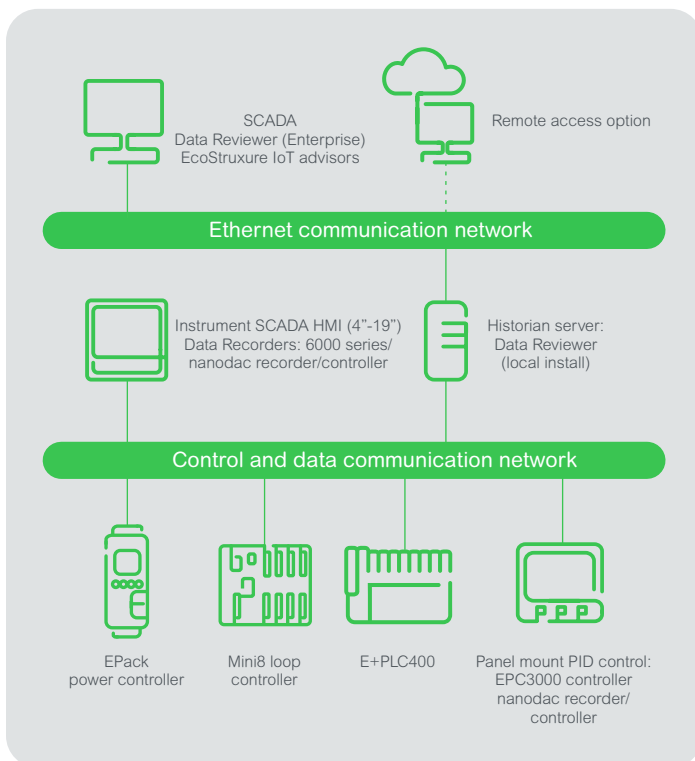 SCADA
Data Reviewer (Enterprise)
EcoStruxure IoT advisors
Remote access option
Ethernet communication network
Instrument SCADA HMI (4”-19”)
Data Recorders: 6000 series/
nanodac recorder/controller
Historian server:
Data Reviewer
(local install)
Control and data communication network
EPack
power controller
Mini8 loop
controller
E+PLC400
Panel mount PID control:
EPC3000 controller
nanodac recorder/
controller